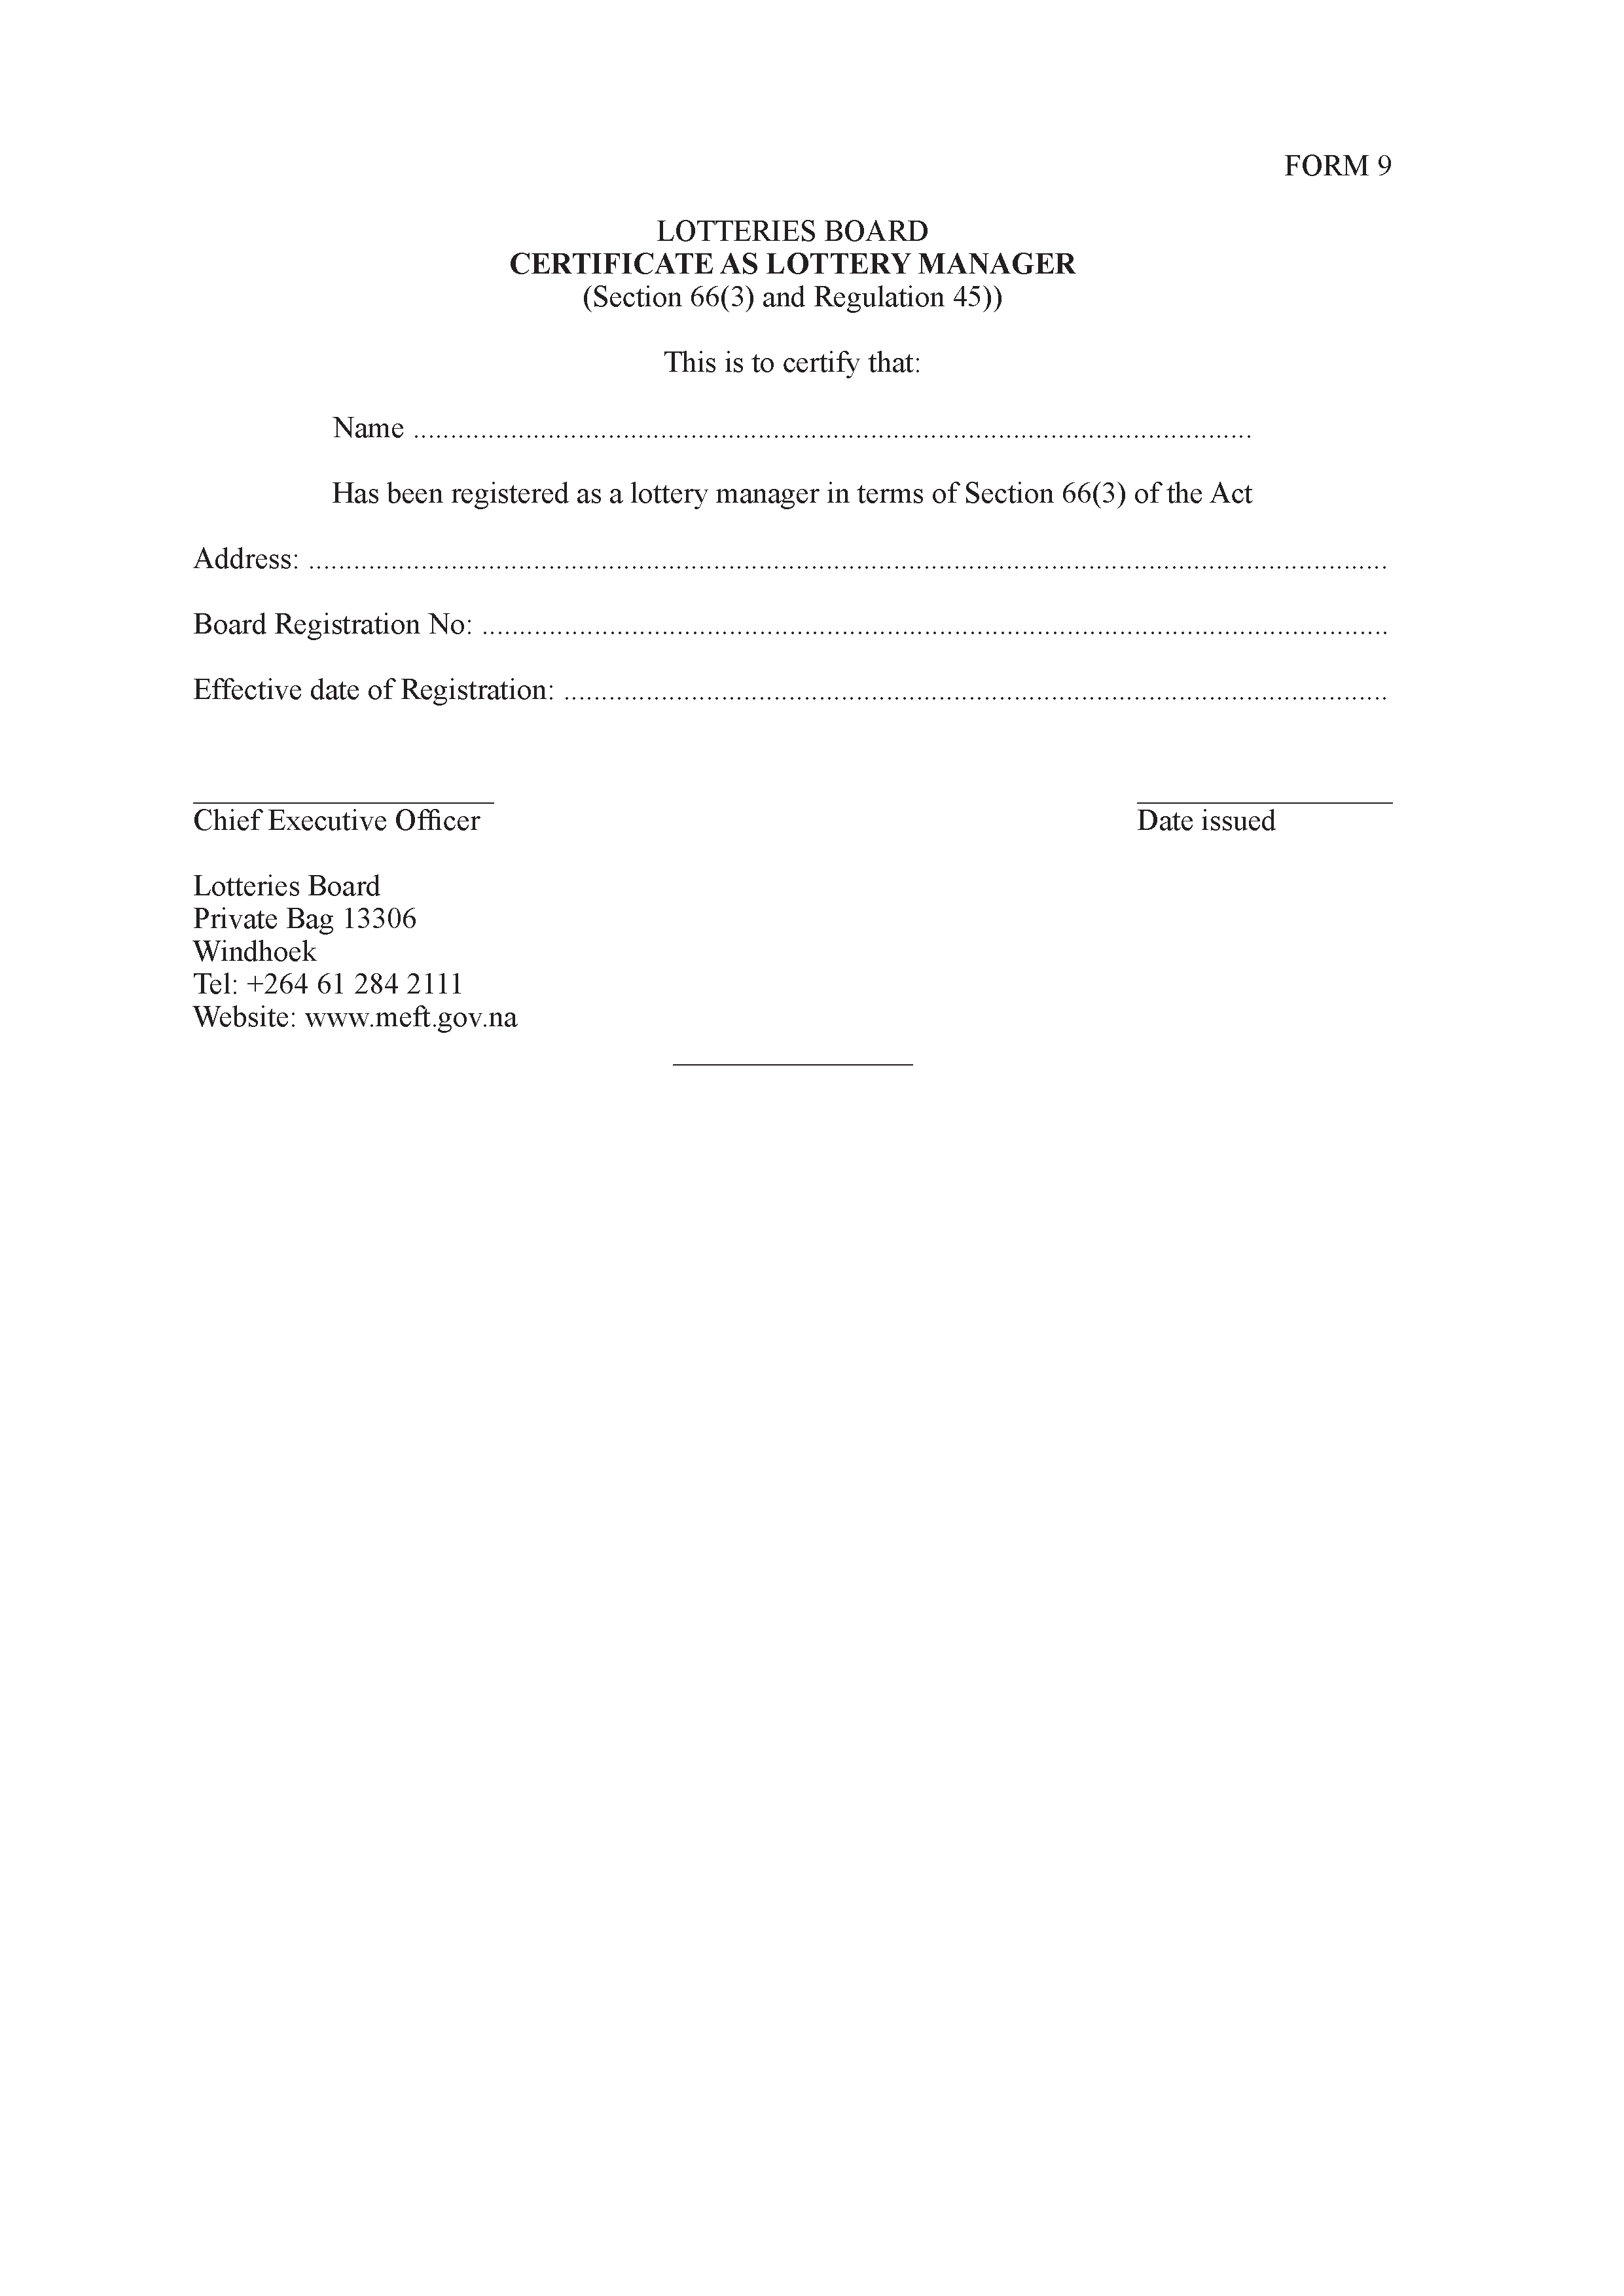 FORM 9
LOTTERIES BOARD
CERTIFICATE AS LOTTERY MANAGER
(Section 66(3) and Regulation 45))
This is to certify that:
Name ................................................................................................................
Has been registered as a lottery manager in terms of Section 66(3) of the Act
Address: ................................................................................................................................................
Board Registration No: .........................................................................................................................
Effective date of Registration: ..............................................................................................................
Chief Executive Officer Date issued
Lotteries Board
Private Bag 13306
Windhoek
Tel: +264 61 284 2111
Website: www.meft.gov.na